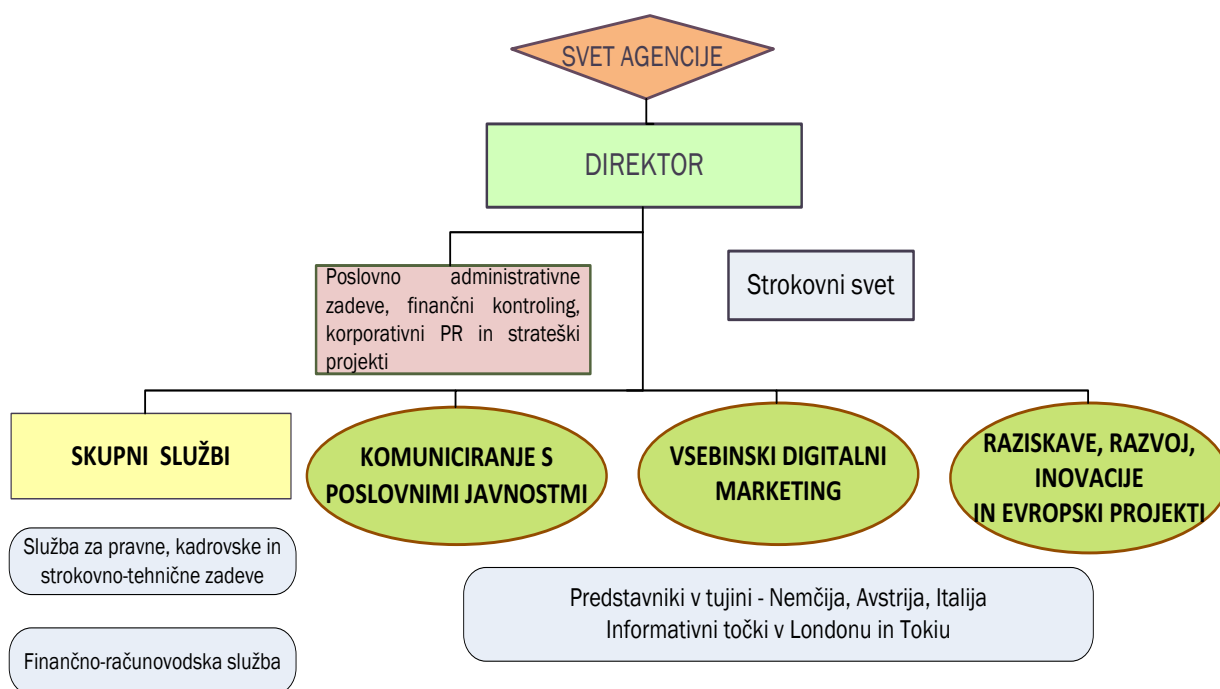 SVET AGENCIJE
DIREKTOR
Poslovno administrativne
zadeve, finančni kontroling,
korporativni PR in strateški
projekti
Strokovni svet
SKUPNI SLUŽBI
KOMUNICIRANJE S
POSLOVNIMI JAVNOSTMI
VSEBINSKI DIGITALNI
MARKETING
RAZISKAVE, RAZVOJ,
INOVACIJE
IN EVROPSKI PROJEKTI
Služba za pravne, kadrovske in
strokovno-tehnične zadeve
Finančno-računovodska služba
Predstavniki v tujini - Nemčija, Avstrija, Italija
Informativni točki v Londonu in Tokiu